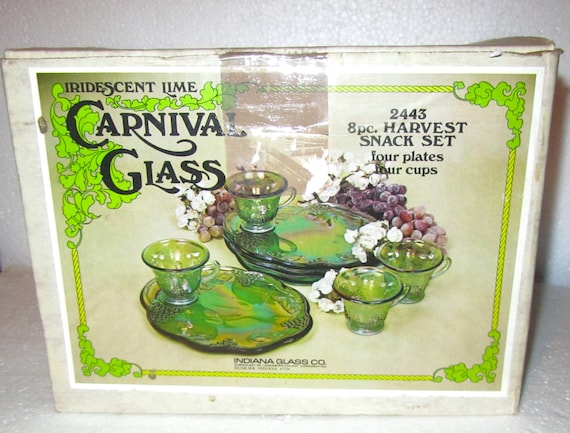 IRIDESCENT LIME
CARNIVAL
GLASS
2443
8pc. HARVEST
SNACK SET
four plates
four cups
INDIANA GLASS CO.